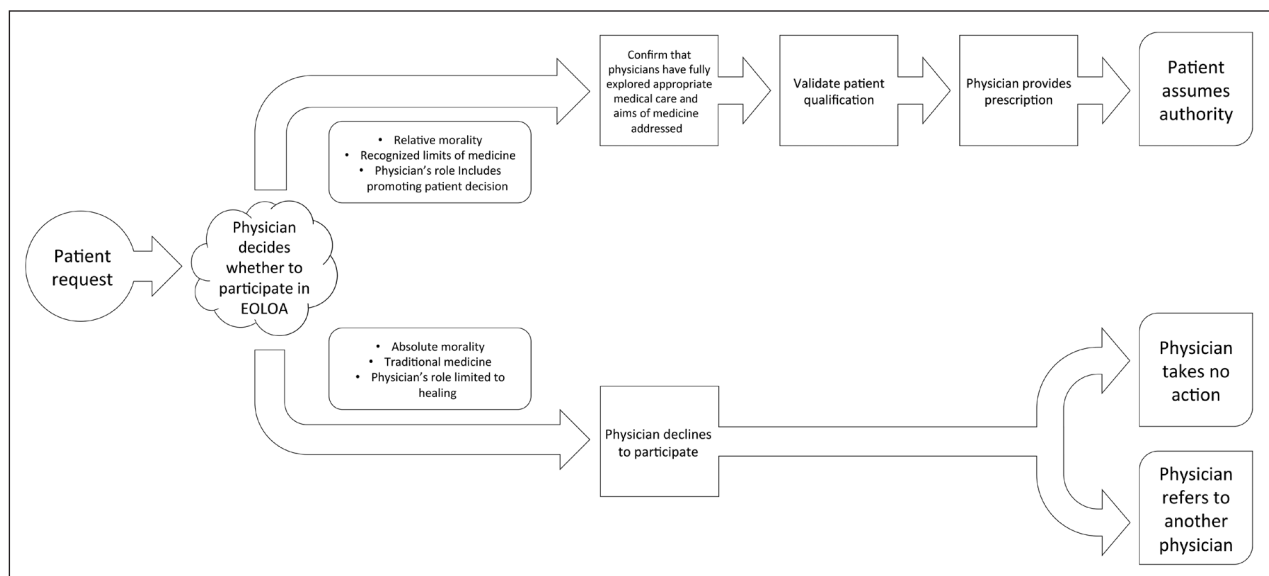 Patient
request
Physician
decides
whether to
participate in
EOLOA
• Relative morality
• Recognized limits of medicine
• Physician's role Includes
promoting patient decision
Confirm that
physicians have fully
explored appropriate
medical care and
aims of medicine
addressed
Validate patient
qualification
Physician provides
prescription
Patient
assumes
authority
• Absolute morality
• Traditional medicine
• Physician's role limited to
healing
Physician declines
to participate
Physician
takes no
action
Physician
refers to
another
physician